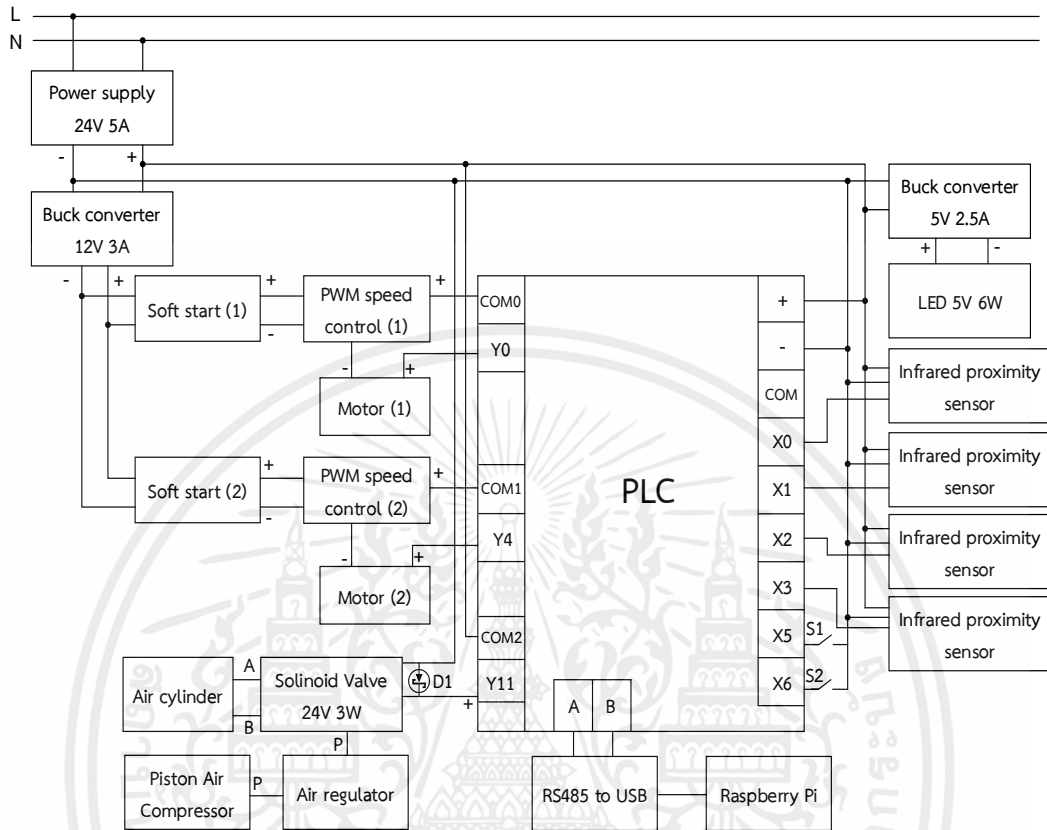 L
N
Power supply
24V 5A
-
+
Buck converter
12V 3A
-
+
Buck converter
5V 2.5A
+
-
LED 5V 6W
Soft start (1)
+
-
PWM speed
control (1)
+
-
+
Motor (1)
Soft start (2)
+
-
PWM speed
control (2)
+
-
+
Motor (2)
COM0
Y0
COM1
Y4
COM2
Y11
PLC
+
-
COM
X0
X1
X2
X3
X5
X6
S1
S2
Infrared proximity
sensor
Infrared proximity
sensor
Infrared proximity
sensor
Infrared proximity
sensor
Air cylinder
A
B
Solinoid Valve
24V 3W
D1
+
P
Piston Air
Compressor
P
Air regulator
A
B
RS485 to USB
Raspberry Pi